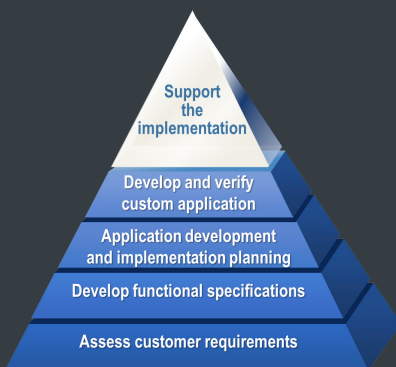 Support
the
implementation
Develop and verify
custom application
Application development
and implementation planning
Develop functional specifications
Assess customer requirements